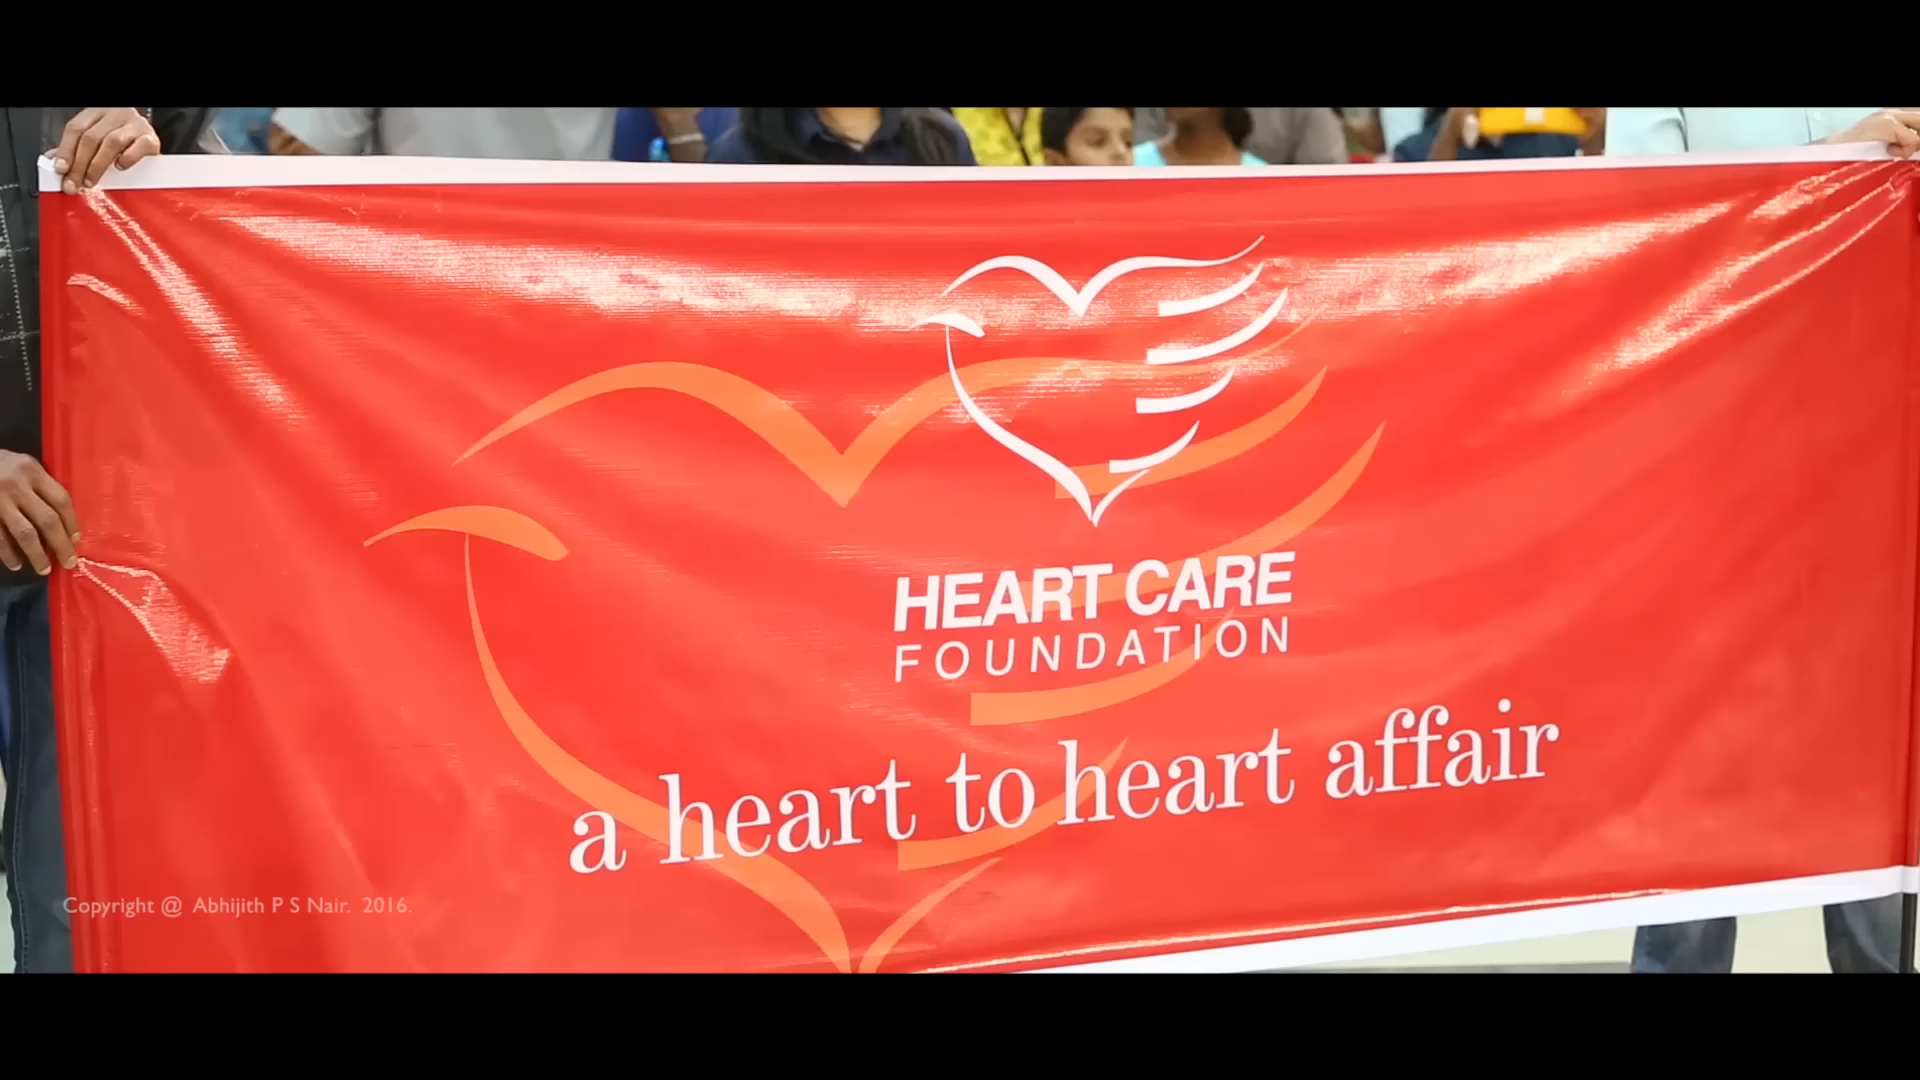 HEART CARE
FOUNDATION
a heart to heart affair
Copyright @ Abhijith P S Nair. 2016.